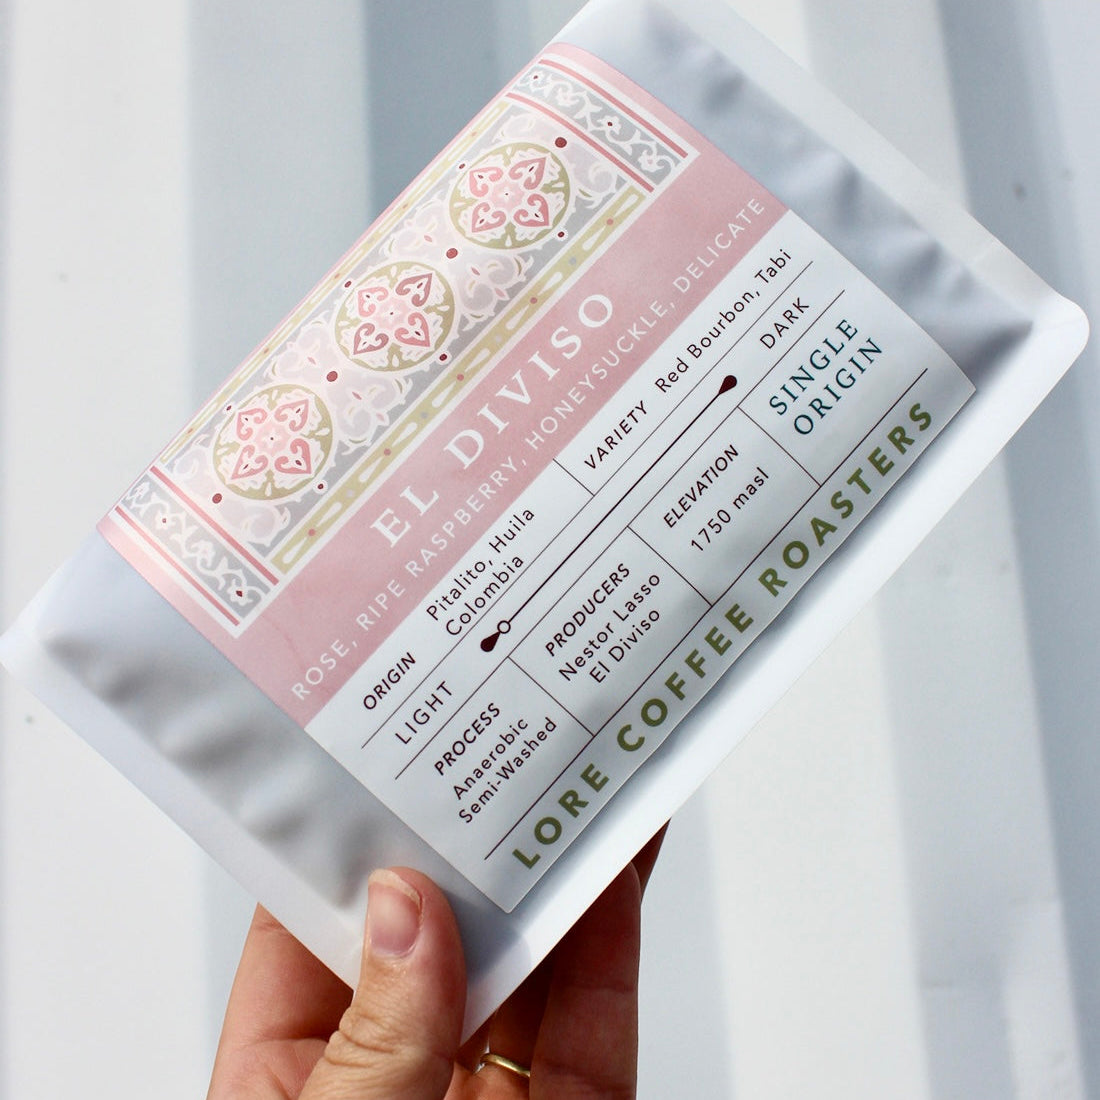 EL DIVISO
ROSE, RIPE RASPBERRY, HONEYSUCKLE, DELICATE
ORIGIN
Pitalito, Huila
Colombia
VARIETY
Red Bourbon, Tabi
LIGHT
DARK
PROCESS
Anaerobic
Semi-Washed
PRODUCERS
Nestor Lasso
El Diviso
ELEVATION
1750 masl
SINGLE
ORIGIN
LORE COFFEE ROASTERS